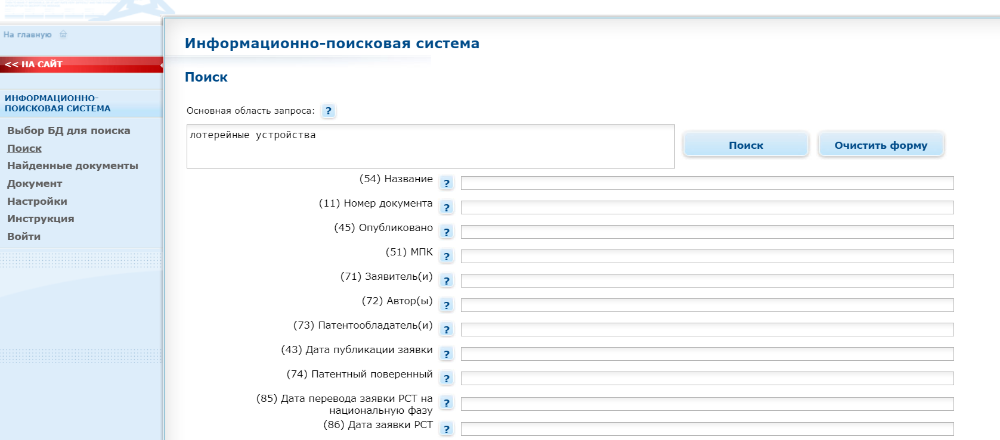 На главную
<< НА САЙТ
ИНФОРМАЦИОННО-
ПОИСКОВАЯ СИСТЕМА
Выбор БД для поиска
Поиск
Найденные документы
Документ
Настройки
Инструкция
Войти
Информационно-поисковая система
Поиск
Основная область запроса: ?
лотерейные устройства
Поиск Очистить форму
(54) Название ?
(11) Номер документа ?
(45) Опубликовано ?
(51) МПК ?
(71) Заявитель(и) ?
(72) Автор(ы) ?
(73) Патентообладатель(и) ?
(43) Дата публикации заявки ?
(74) Патентный поверенный ?
(85) Дата перевода заявки РСТ на ?
национальную фазу
(86) Дата заявки РСТ ?